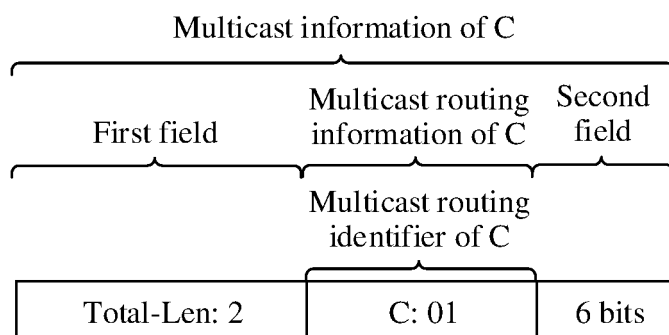 Multicast information of C
First field
Multicast routing
information of C
Second
field
Multicast routing
identifier of C
Total-Len: 2
C: 01
6 bits